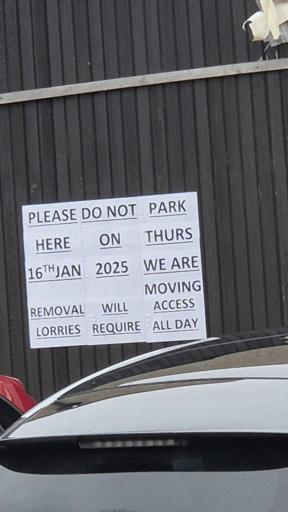 PLEASE DO NOT PARK
HERE ON THURS
16TH JAN 2025 WE ARE
MOVING
REMOVAL WILL ACCESS
LORRIES REQUIRE ALL DAY